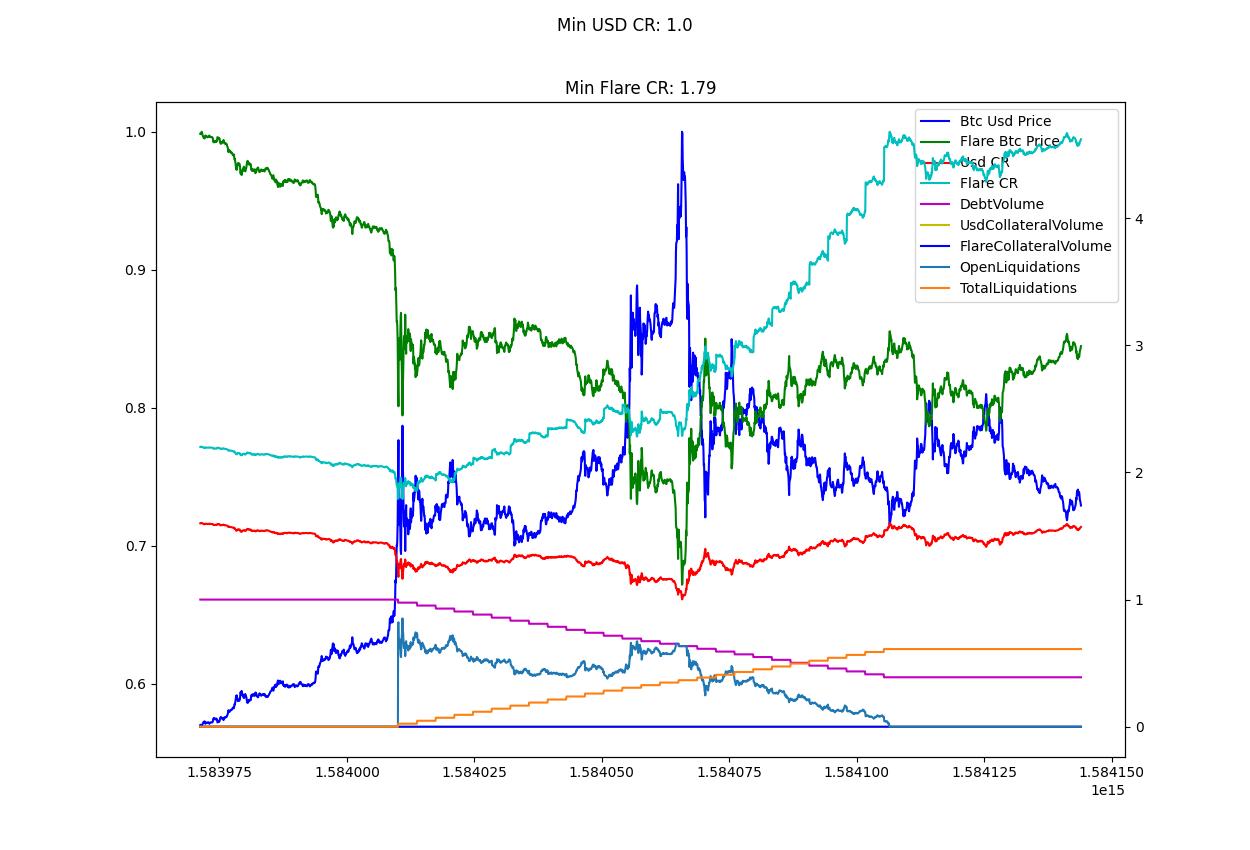 Min USD CR: 1.0
Min Flare CR: 1.79
1.0
0.9
0.8
0.7
0.6
Btc Usd Price
Flare Btc Price
Usd CR
Flare CR
DebtVolume
UsdCollateralVolume
FlareCollateralVolume
OpenLiquidations
TotalLiquidations
4
3
2
1
0
1.583975 1.584000 1.584025 1.584050 1.584075 1.584100 1.584125 1.584150
1e15